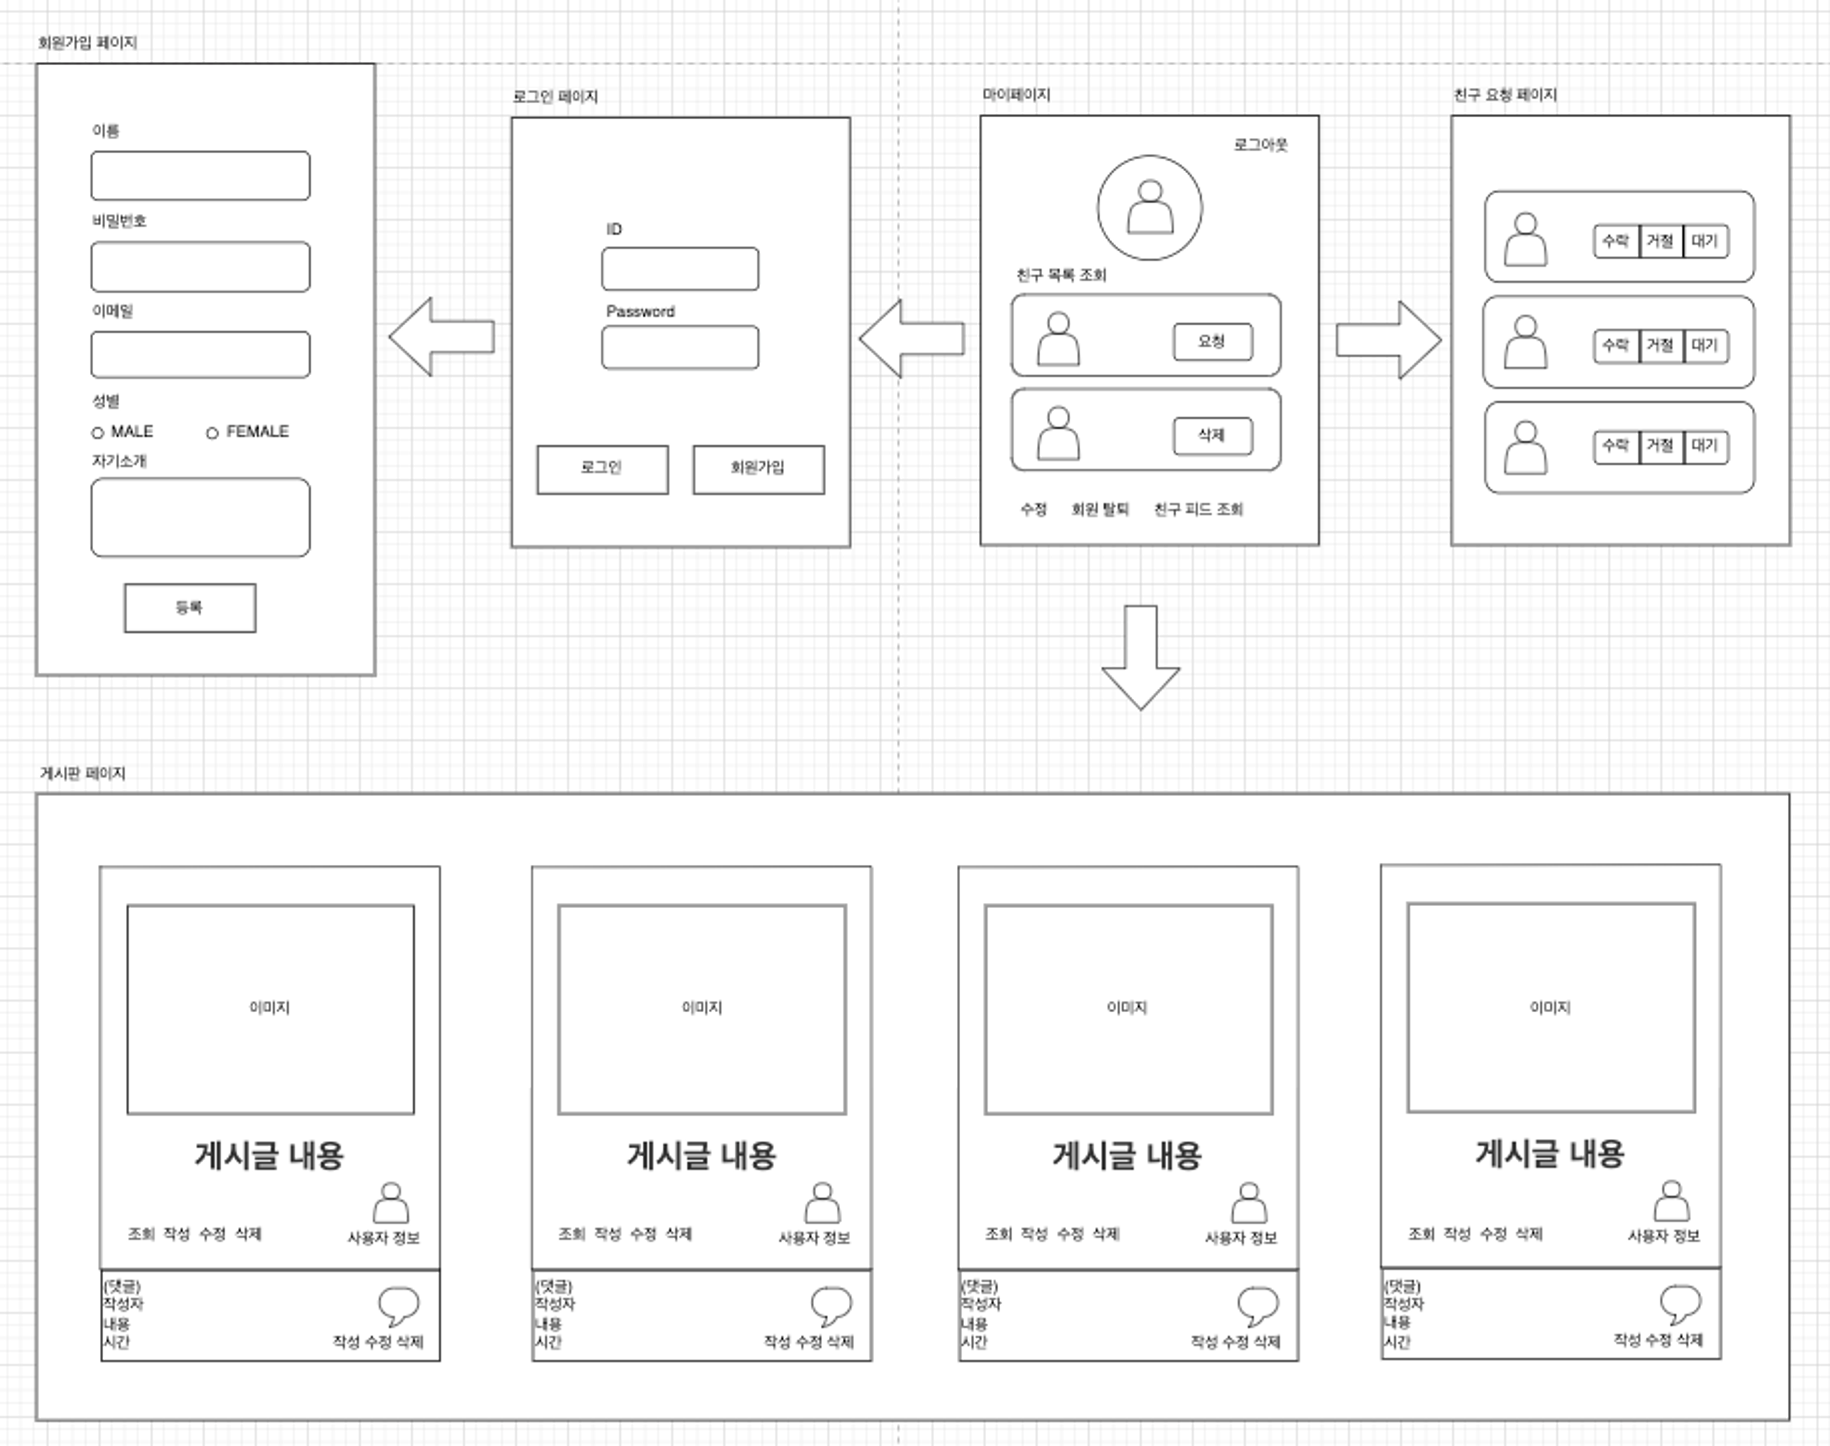 회원가입 페이지
이름
비밀번호
이메일
성별
MALE FEMALE
자기소개
등록
로그인 페이지
ID
Password
로그인 회원가입
마이페이지
로그아웃
친구 목록 조회
요청
삭제
수정 회원 탈퇴 친구 피드 조회
친구 요청 페이지
수락 거절 대기
수락 거절 대기
수락 거절 대기
게시판 페이지
이미지
게시글 내용
조회 작성 수정 삭제
사용자 정보
(댓글)
작성자
내용
시간
작성 수정 삭제
이미지
게시글 내용
조회 작성 수정 삭제
사용자 정보
(댓글)
작성자
내용
시간
작성 수정 삭제
이미지
게시글 내용
조회 작성 수정 삭제
사용자 정보
(댓글)
작성자
내용
시간
작성 수정 삭제
이미지
게시글 내용
조회 작성 수정 삭제
사용자 정보
(댓글)
작성자
내용
시간
작성 수정 삭제